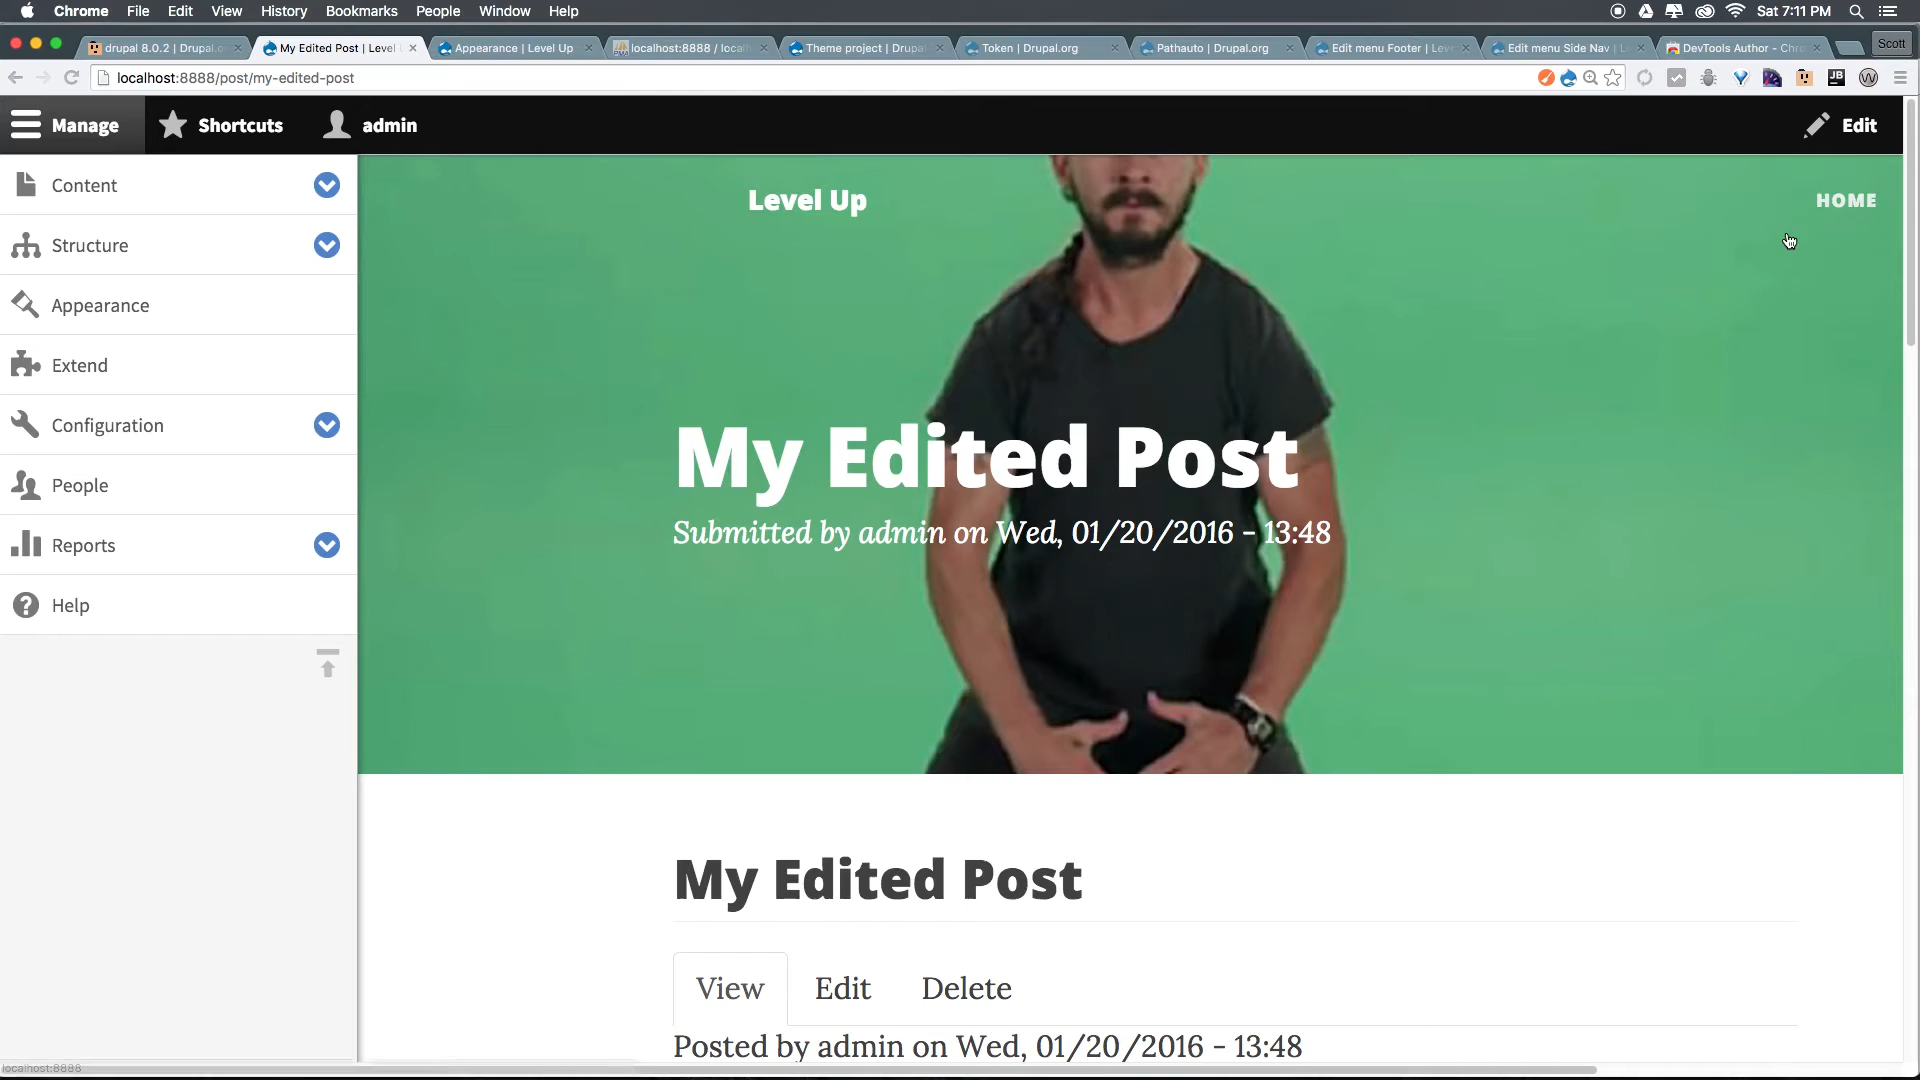 Chrome File Edit View History Bookmarks People Window Help Sat 7:11 PM
drupal 8.0.2 | Drupal.o
My Edited Post | Level
Appearance | Level Up
localhost:8888 / local
Theme project | Drupal
Token | Drupal.org
Pathauto | Drupal.org
Edit menu Footer | Lev
Edit menu Side Nav | L
DevTools Author - Chr
Scott
localhost:8888/post/my-edited-post
JB
Manage Shortcuts admin Edit
Content
Structure
Appearance
Extend
Configuration
People
Reports
Help
Level Up HOME
My Edited Post
Submitted by admin on Wed, 01/20/2016 - 13:48
My Edited Post
View Edit Delete
Posted by admin on Wed, 01/20/2016 - 13:48
localhost:8888